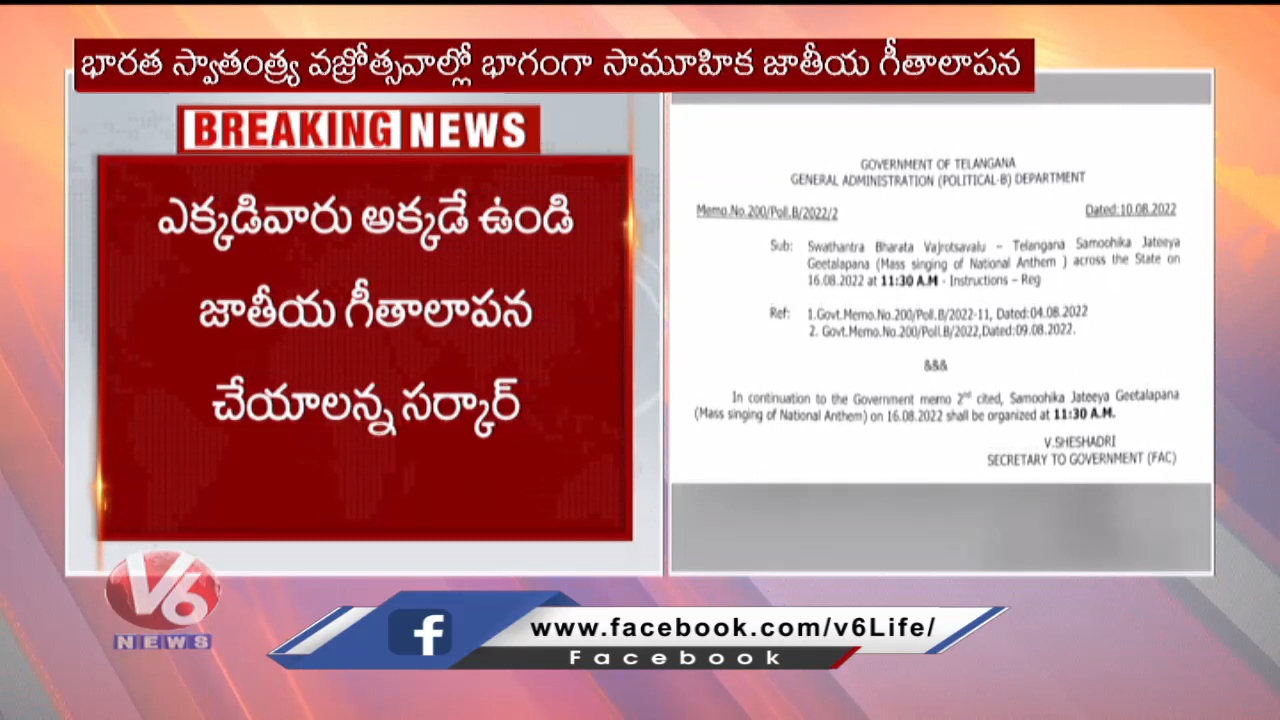 భారత స్వాతంత్ర్య వజ్రోత్సవాల్లో భాగంగా సామూహిక జాతీయ గీతాలాపన
BREAKING NEWS
ఎక్కడివారు అక్కడే ఉండి
జాతీయ గీతాలాపన
చేయాలన్న సర్కార్
GOVERNMENT OF TELANGANA
GENERAL ADMINISTRATION (POLITICAL-B) DEPARTMENT
Memo.No.200/Poll.B/2022/2 Dated:10.08.2022
Sub: Swathantra Bharata Vajrotsavalu – Telangana Samoohika Jateeya
Geetalapana (Mass singing of National Anthem ) across the State on
16.08.2022 at 11:30 A.M - Instructions – Reg
Ref: 1.Govt.Memo.No.200/Poll.B/2022-11, Dated:04.08.2022
2. Govt.Memo.No.200/Poll.B/2022,Dated:09.08.2022.
&&&
In continuation to the Government memo 2nd cited, Samoohika Jateeya Geetalapana
(Mass singing of National Anthem) on 16.08.2022 shall be organized at 11:30 A.M.
V.SHESHADRI
SECRETARY TO GOVERNMENT (FAC)
V6
NEWS
f
www.facebook.com/v6Life/
Facebook